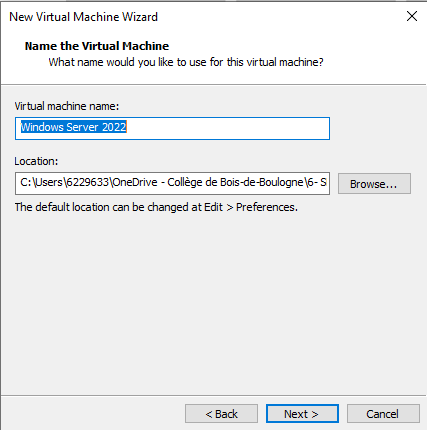 New Virtual Machine Wizard
Name the Virtual Machine
What name would you like to use for this virtual machine?
Virtual machine name:
Windows Server 2022
Location:
C:\Users\6229633\OneDrive - Collège de Bois-de-Boulogne\6- S
Browse...
The default location can be changed at Edit > Preferences.
< Back
Next >
Cancel